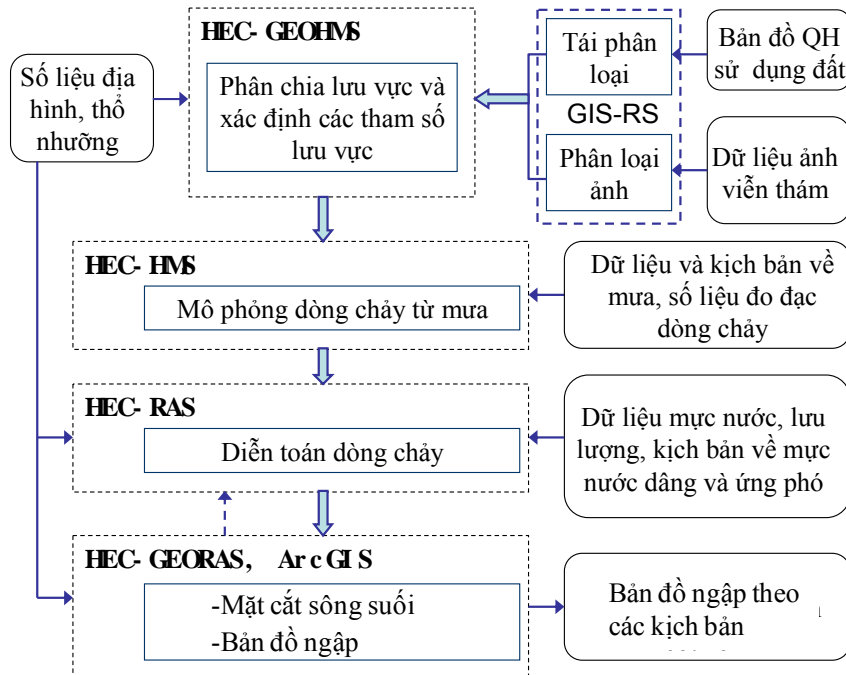 HEC-GEOHMS
Số liệu địa
hình, thổ
nhưỡng
Phân chia lưu vực và
xác định các tham số
lưu vực
Tái phân
loại
GIS-RS
Phân loại
ảnh
Bản đồ QH
sử dụng đất
Dữ liệu ảnh
viễn thám
HEC-HMS
Mô phỏng dòng chảy từ mưa
Dữ liệu và kịch bản về
mưa, số liệu đo đạc
dòng chảy
HEC-RAS
Diễn toán dòng chảy
Dữ liệu mực nước, lưu
lượng, kịch bản về mực
nước dâng và ứng phó
HEC-GEORAS, ArcGIS
-Mặt cắt sông suối
-Bản đồ ngập
Bản đồ ngập theo
các kịch bản